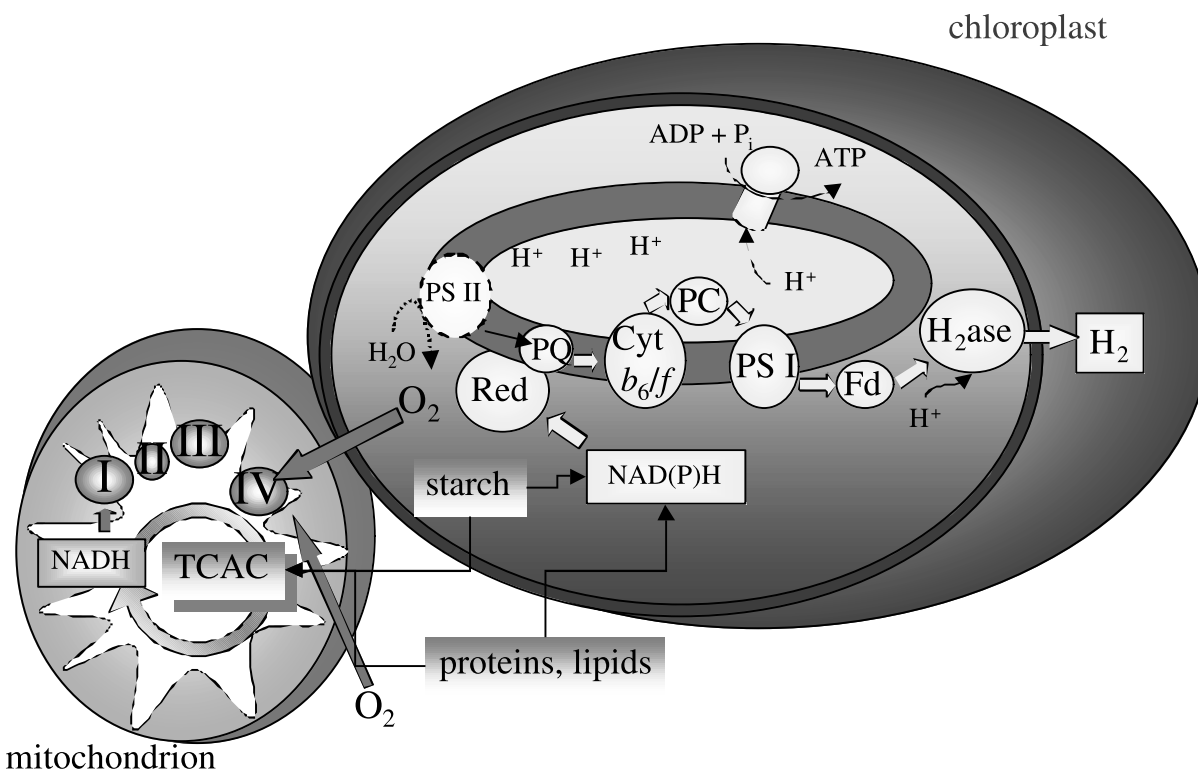 chloroplast
ADP + Pi
ATP
H+ H+ H+
H+
PS II
PC
H2O
PQ
Cyt
b6/f
PS I
H2ase
H2
Red
Fd
O2
H+
I
II
III
IV
starch
NAD(P)H
NADH
TCAC
proteins, lipids
O2
mitochondrion